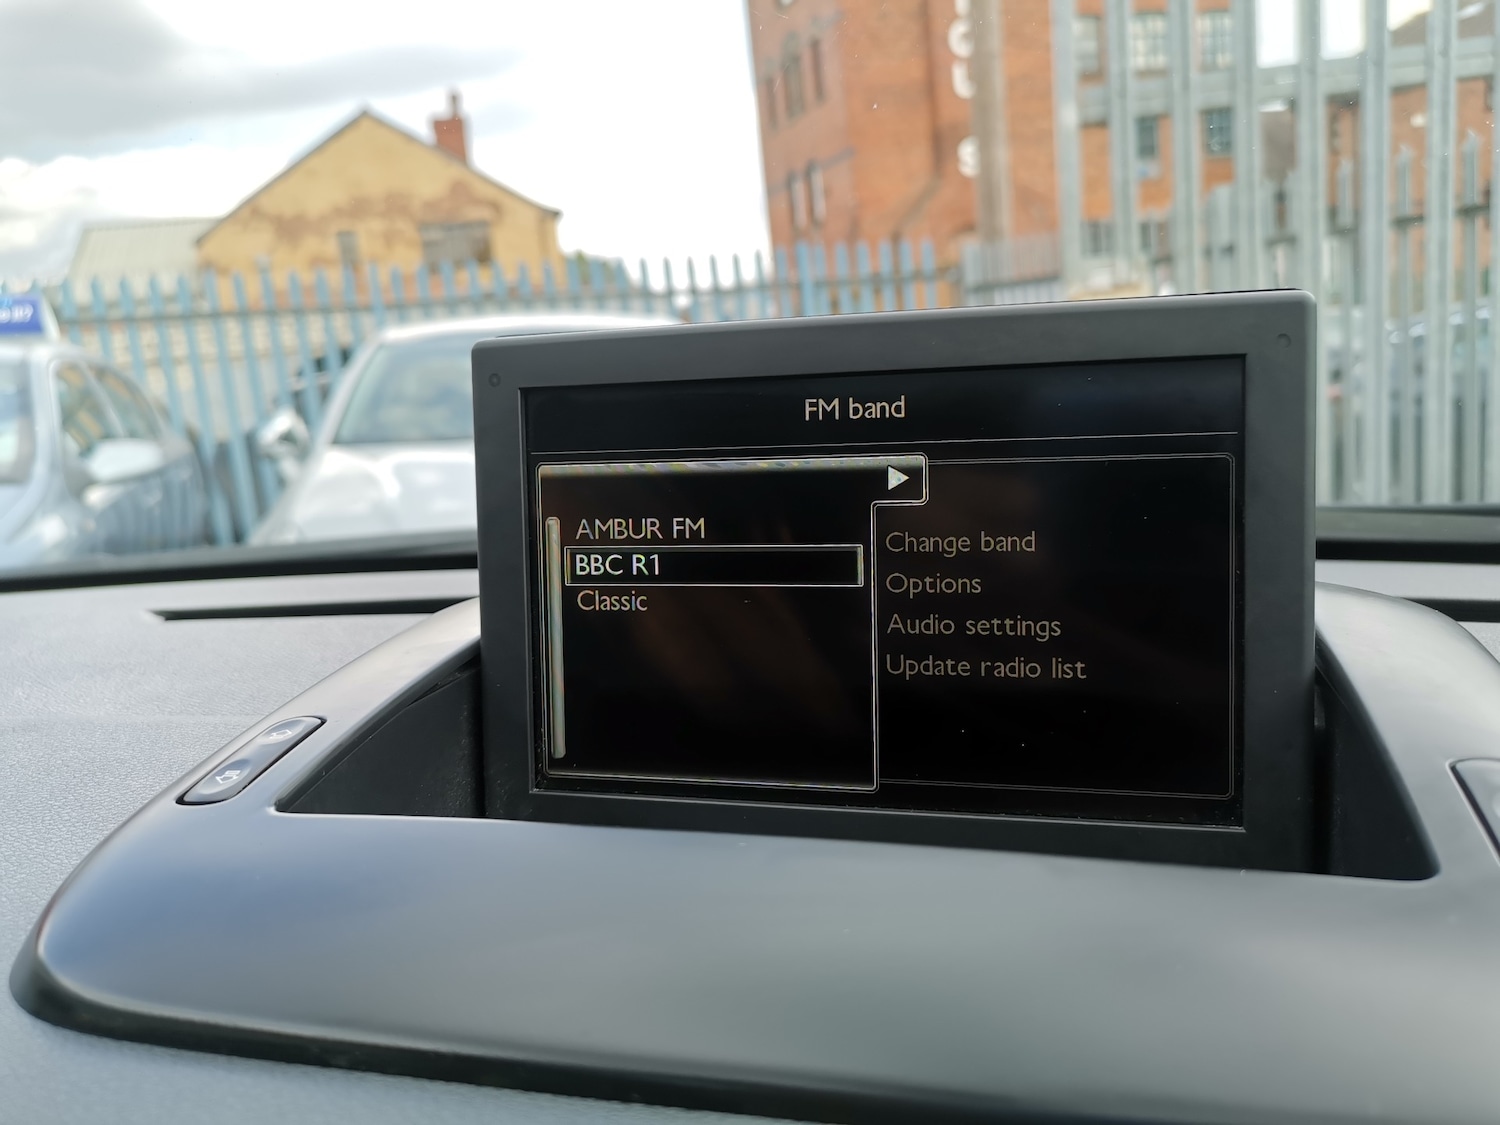 FM band
AMBUR FM
BBC R1
Classic
Change band
Options
Audio settings
Update radio list